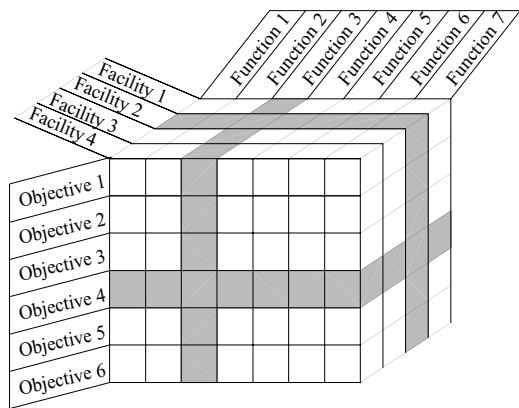 Function 1
Function 2
Function 3
Function 4
Function 5
Function 6
Function 7
Facility 1
Facility 2
Facility 3
Facility 4
Objective 1
Objective 2
Objective 3
Objective 4
Objective 5
Objective 6